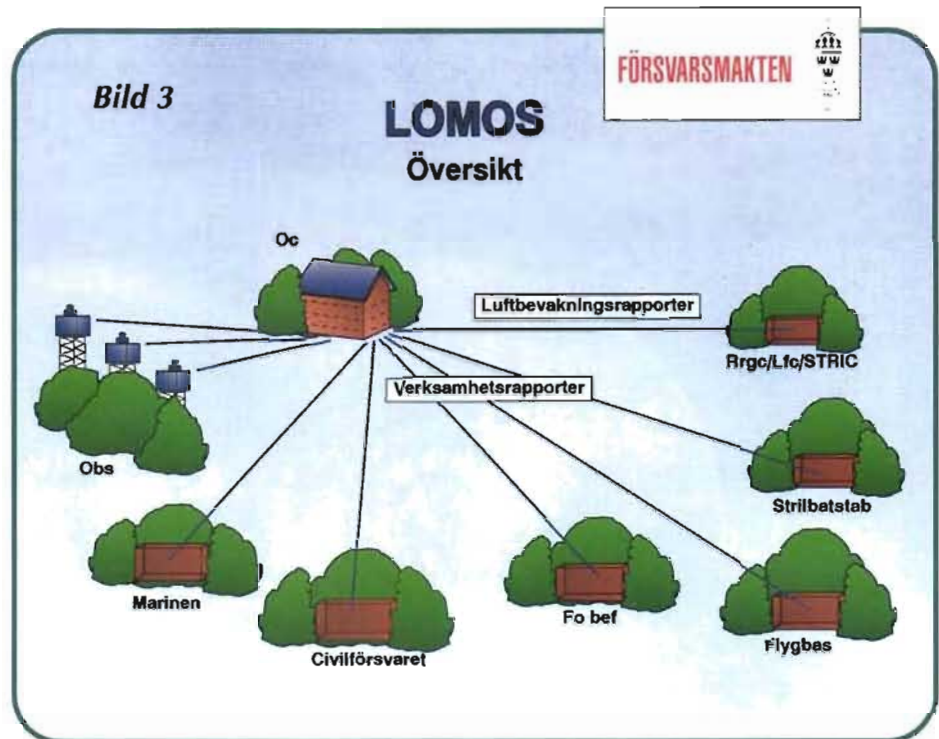 Bild 3
FÖRSVARSMAKTEN
LOMOS
Översikt
Oc
Luftbevakningsrapporter
Rrgc/Lfc/STRIC
Verksamhetsrapporter
Obs
Strilbatstab
Marinen
Fo bef
Civilförsvaret
Flygbas